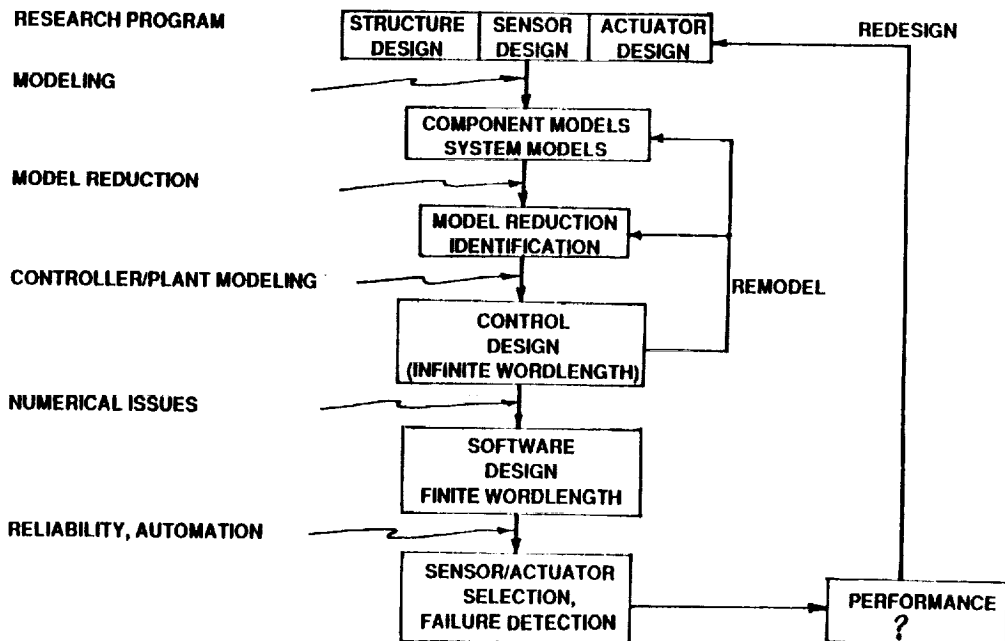 RESEARCH PROGRAM
STRUCTURE
DESIGN
SENSOR
DESIGN
ACTUATOR
DESIGN
REDESIGN
MODELING
COMPONENT MODELS
SYSTEM MODELS
MODEL REDUCTION
MODEL REDUCTION
IDENTIFICATION
CONTROLLER/PLANT MODELING
REMODEL
CONTROL
DESIGN
(INFINITE WORDLENGTH)
NUMERICAL ISSUES
SOFTWARE
DESIGN
FINITE WORDLENGTH
RELIABILITY, AUTOMATION
SENSOR/ACTUATOR
SELECTION,
FAILURE DETECTION
PERFORMANCE
?